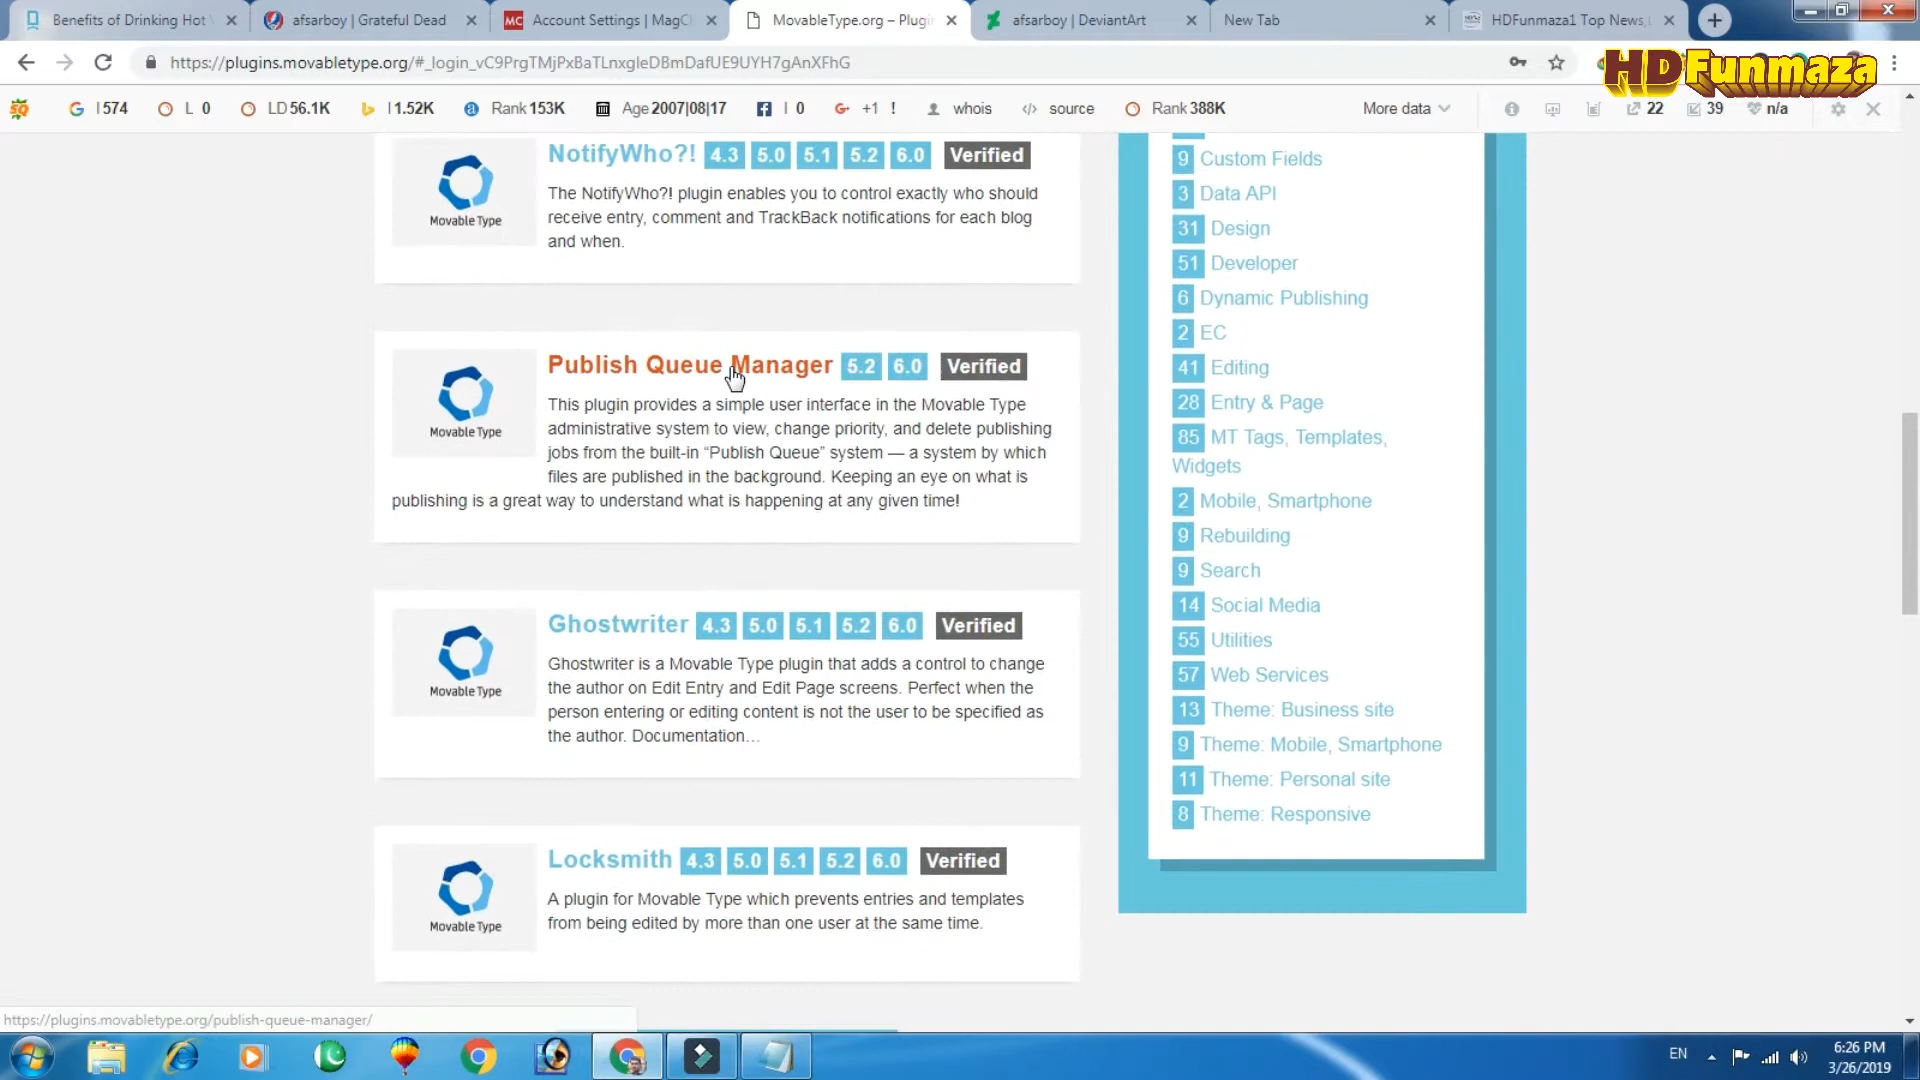 Benefits of Drinking Hot W
afsarboy | Grateful Dead
MC Account Settings | MagC
MovableType.org – Plugin
afsarboy | DeviantArt
New Tab
HDFunmaza1 Top News,
https://plugins.movabletype.org/#_login_vC9PrgTMjPxBaTLnxgleDBmDafUE9UYH7gAnXFhG
HDFunmaza
I 574
L 0
LD 56.1K
I 1.52K
Rank 153K
Age 2007|08|17
I 0
+1 !
whois
source
Rank 388K
More data
22
39
n/a
NotifyWho?! 4.3 5.0 5.1 5.2 6.0 Verified
The NotifyWho?! plugin enables you to control exactly who should
receive entry, comment and TrackBack notifications for each blog
and when.
Movable Type
Publish Queue Manager 5.2 6.0 Verified
This plugin provides a simple user interface in the Movable Type
administrative system to view, change priority, and delete publishing
jobs from the built-in “Publish Queue” system — a system by which
files are published in the background. Keeping an eye on what is
publishing is a great way to understand what is happening at any given time!
Movable Type
Ghostwriter 4.3 5.0 5.1 5.2 6.0 Verified
Ghostwriter is a Movable Type plugin that adds a control to change
the author on Edit Entry and Edit Page screens. Perfect when the
person entering or editing content is not the user to be specified as
the author. Documentation…
Movable Type
Locksmith 4.3 5.0 5.1 5.2 6.0 Verified
A plugin for Movable Type which prevents entries and templates
from being edited by more than one user at the same time.
Movable Type
9 Custom Fields
3 Data API
31 Design
51 Developer
6 Dynamic Publishing
2 EC
41 Editing
28 Entry & Page
85 MT Tags, Templates,
Widgets
2 Mobile, Smartphone
9 Rebuilding
9 Search
14 Social Media
55 Utilities
57 Web Services
13 Theme: Business site
9 Theme: Mobile, Smartphone
11 Theme: Personal site
8 Theme: Responsive
https://plugins.movabletype.org/publish-queue-manager/
EN
6:26 PM
3/26/2019